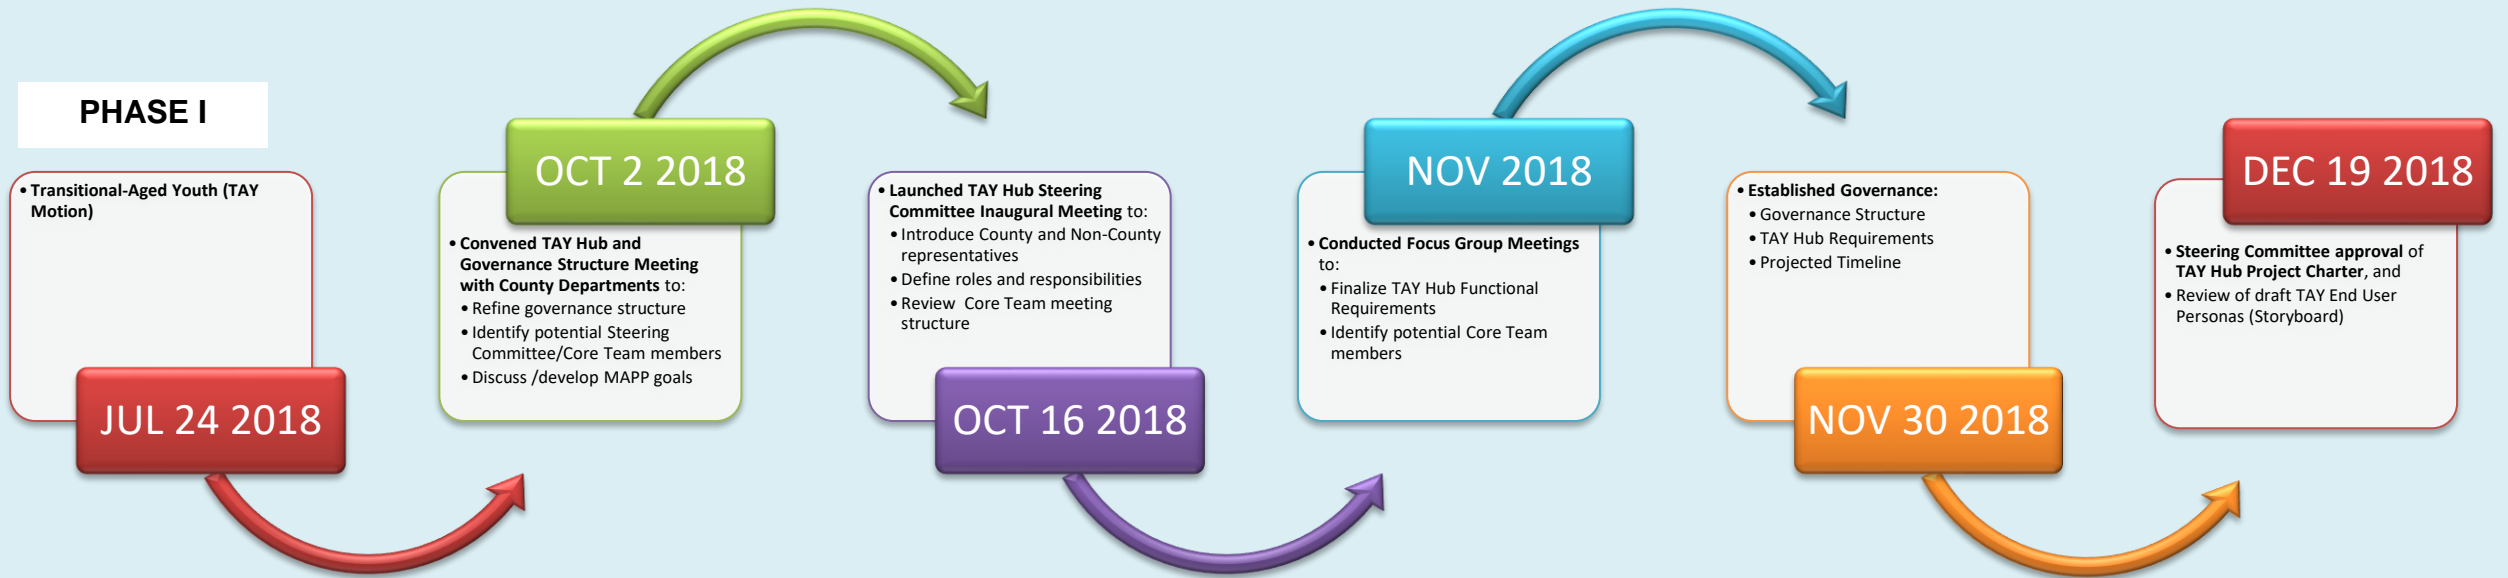 PHASE I
• Transitional-Aged Youth (TAY
Motion)
JUL 24 2018
OCT 2 2018
• Convened TAY Hub and
Governance Structure Meeting
with County Departments to:
• Refine governance structure
• Identify potential Steering
Committee/Core Team members
• Discuss /develop MAPP goals
• Launched TAY Hub Steering
Committee Inaugural Meeting to:
• Introduce County and Non-County
representatives
• Define roles and responsibilities
• Review  Core Team meeting
structure
OCT 16 2018
NOV 2018
• Conducted Focus Group Meetings
to:
• Finalize TAY Hub Functional
Requirements
• Identify potential Core Team
members
• Established Governance:
• Governance Structure
• TAY Hub Requirements
• Projected Timeline
NOV 30 2018
DEC 19 2018
• Steering Committee approval of
TAY Hub Project Charter, and
• Review of draft TAY End User
Personas (Storyboard)